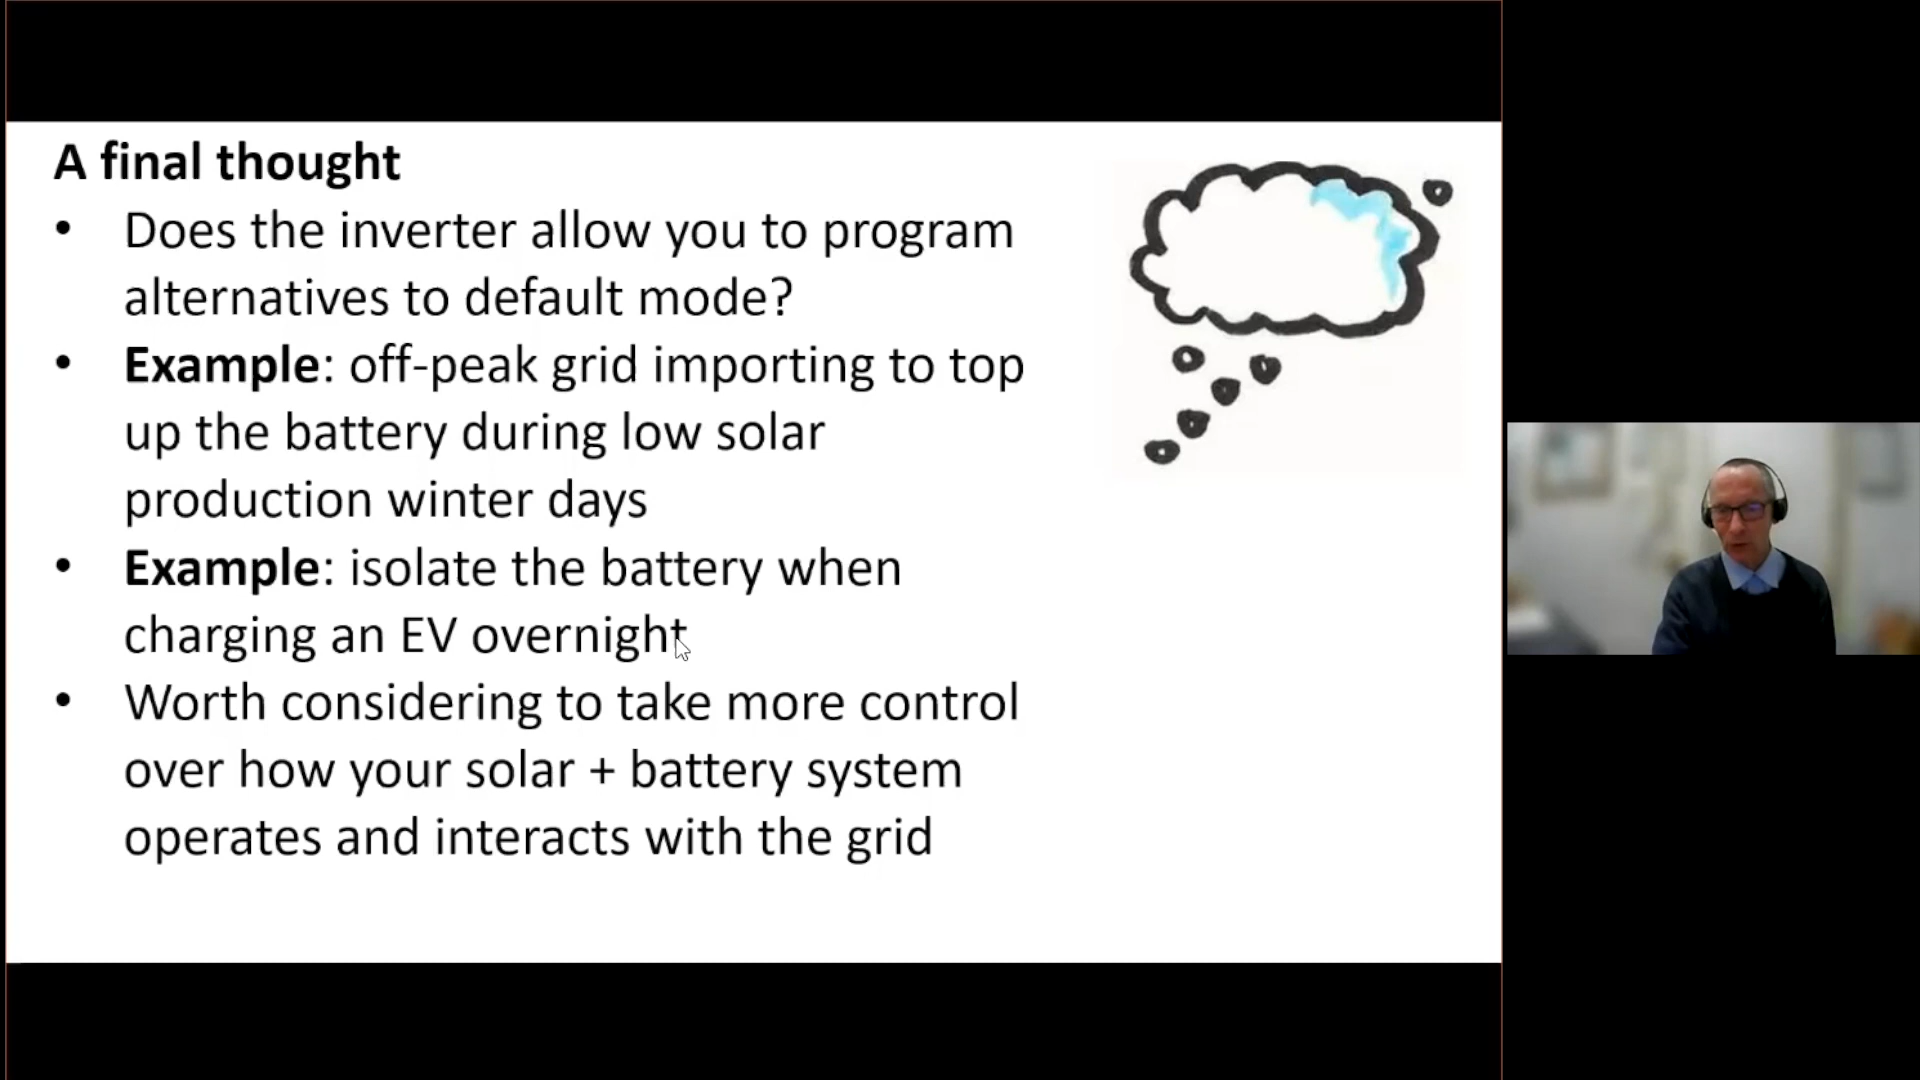 A final thought
• Does the inverter allow you to program
alternatives to default mode?
• Example: off-peak grid importing to top
up the battery during low solar
production winter days
• Example: isolate the battery when
charging an EV overnight
• Worth considering to take more control
over how your solar + battery system
operates and interacts with the grid